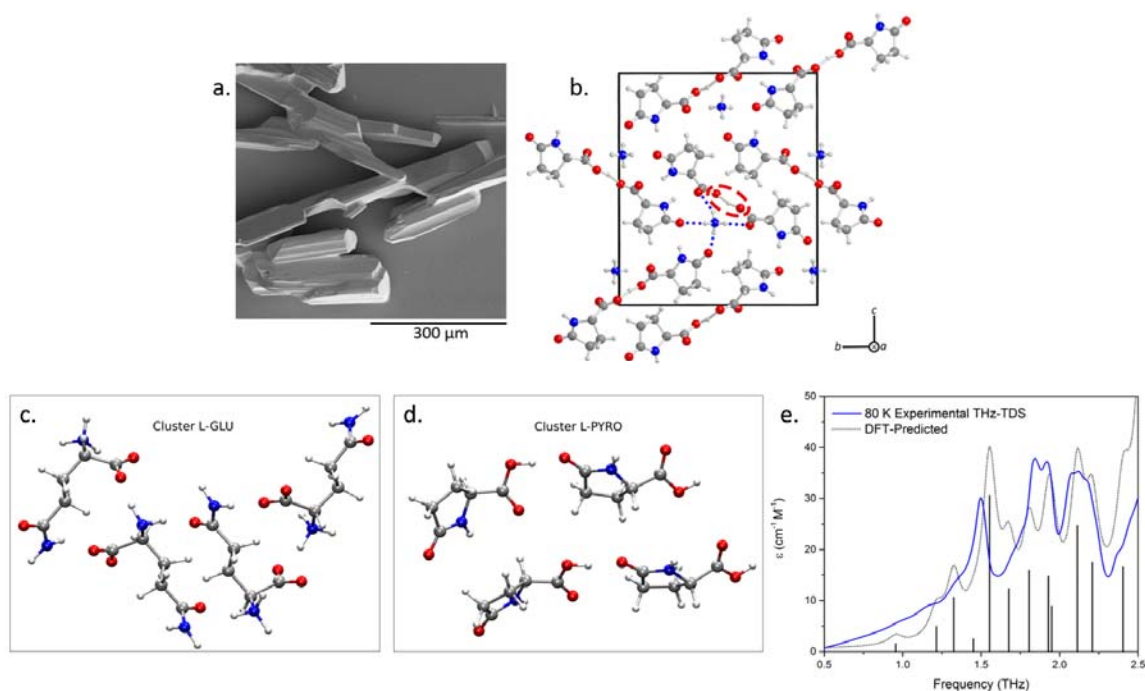 a.
300 µm
b.
c
b
a
c.
Cluster L-GLU
d.
Cluster L-PYRO
e.
50
40
30
20
10
0
ε (cm⁻¹ M⁻¹)
80 K Experimental THz-TDS
DFT-Predicted
0.5
1.0
1.5
2.0
2.5
Frequency (THz)